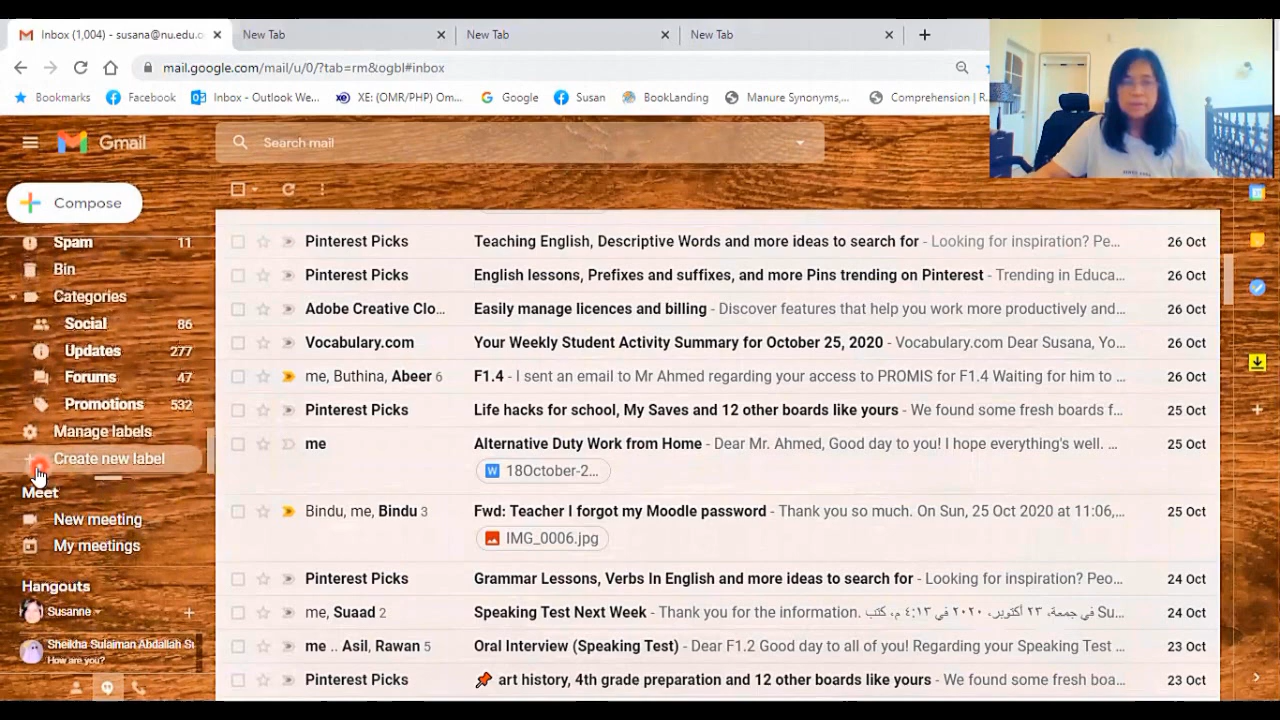 Inbox (1,004) - susana@nu.edu.o
New Tab
New Tab
New Tab
mail.google.com/mail/u/0/?tab=rm&ogbl#inbox
Bookmarks Facebook Inbox - Outlook We... XE: (OMR/PHP) Om... Google Susan BookLanding Manure Synonyms,... Comprehension | R...
Gmail
Search mail
Compose
Spam 11
Bin
Categories
Social 86
Updates 277
Forums 47
Promotions 532
Manage labels
Create new label
Meet
New meeting
My meetings
Hangouts
Susanne
Sheikha Sulaiman Abdallah Su
How are you?
Pinterest Picks Teaching English, Descriptive Words and more ideas to search for - Looking for inspiration? Pe... 26 Oct
Pinterest Picks English lessons, Prefixes and suffixes, and more Pins trending on Pinterest - Trending in Educa... 26 Oct
Adobe Creative Clo... Easily manage licences and billing - Discover features that help you work more productively and... 26 Oct
Vocabulary.com Your Weekly Student Activity Summary for October 25, 2020 - Vocabulary.com Dear Susana, Yo... 26 Oct
me, Buthina, Abeer 6 F1.4 - I sent an email to Mr Ahmed regarding your access to PROMIS for F1.4 Waiting for him to ... 26 Oct
Pinterest Picks Life hacks for school, My Saves and 12 other boards like yours - We found some fresh boards f... 25 Oct
me Alternative Duty Work from Home - Dear Mr. Ahmed, Good day to you! I hope everything's well. ... 25 Oct
W 18October-2...
Bindu, me, Bindu 3 Fwd: Teacher I forgot my Moodle password - Thank you so much. On Sun, 25 Oct 2020 at 11:06,... 25 Oct
IMG_0006.jpg
Pinterest Picks Grammar Lessons, Verbs In English and more ideas to search for - Looking for inspiration? Peo... 24 Oct
me, Suaad 2 Speaking Test Next Week - Thank you for the information. في جمعة، ٢٣ أكتوبر، ٢٠٢٠ في ٤:١٣ م، كتب Su... 24 Oct
me .. Asil, Rawan 5 Oral Interview (Speaking Test) - Dear F1.2 Good day to all of you! Regarding your Speaking Test ... 23 Oct
Pinterest Picks art history, 4th grade preparation and 12 other boards like yours - We found some fresh boa... 23 Oct